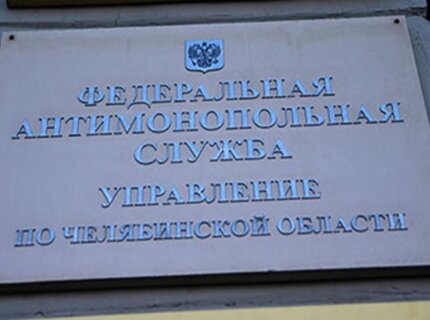 ФЕДЕРАЛЬНАЯ
АНТИМОНОПОЛЬНАЯ
СЛУЖБА
УПРАВЛЕНИЕ
ПО ЧЕЛЯБИНСКОЙ ОБЛАСТИ